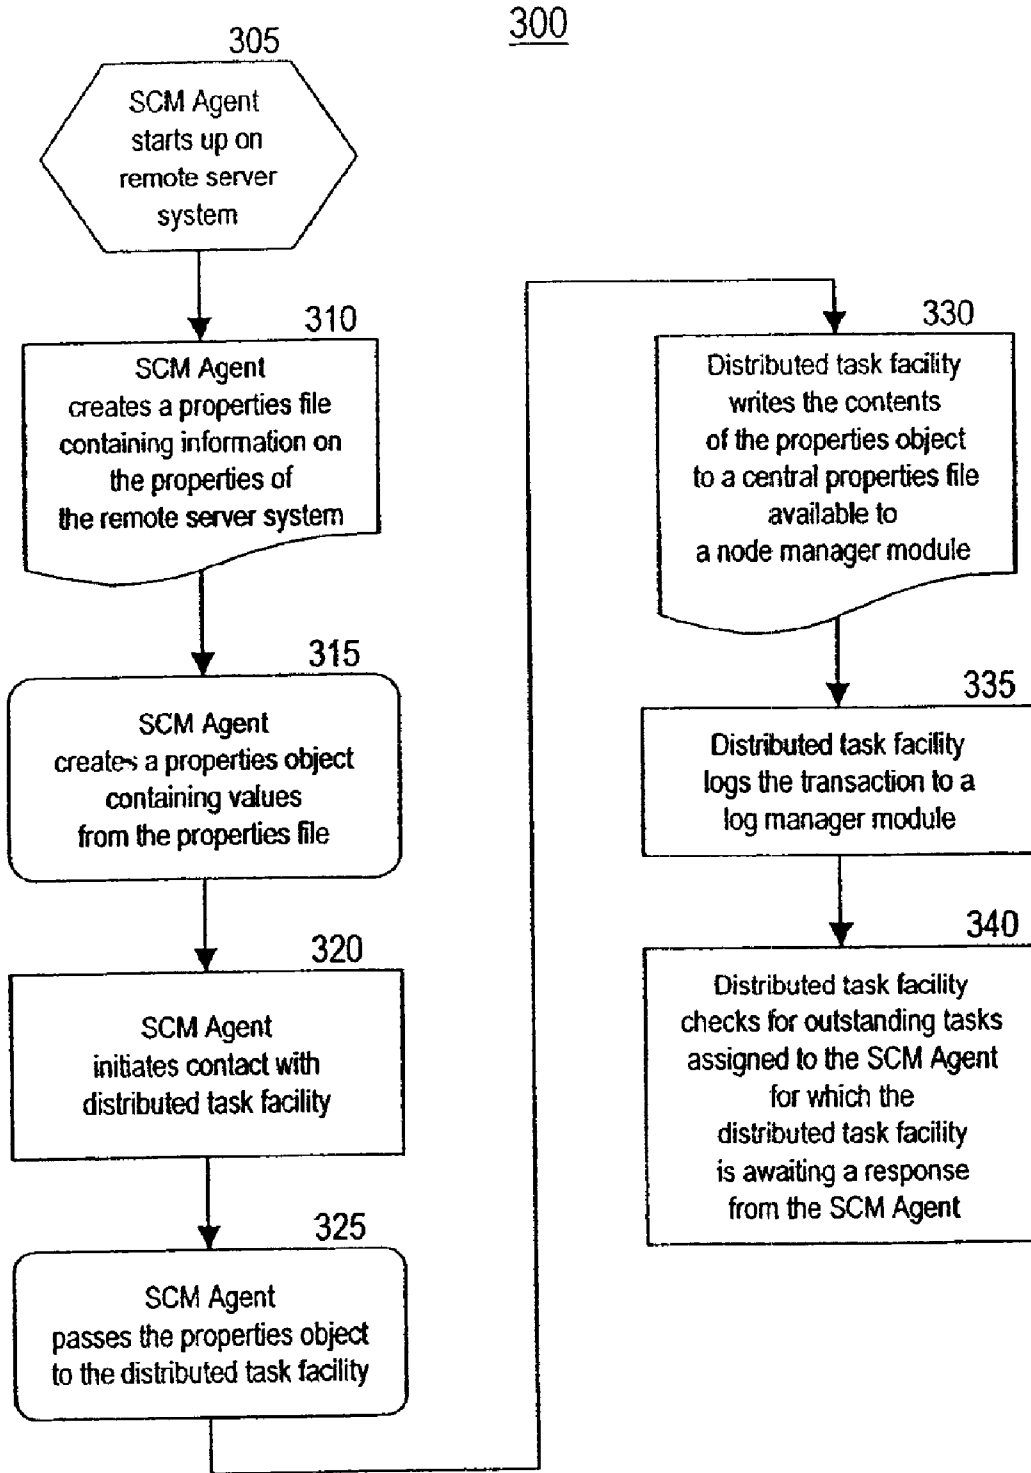 300
305
SCM Agent
starts up on
remote server
system
310
SCM Agent
creates a properties file
containing information on
the properties of
the remote server system
315
SCM Agent
creates a properties object
containing values
from the properties file
320
SCM Agent
initiates contact with
distributed task facility
325
SCM Agent
passes the properties object
to the distributed task facility
330
Distributed task facility
writes the contents
of the properties object
to a central properties file
available to
a node manager module
335
Distributed task facility
logs the transaction to a
log manager module
340
Distributed task facility
checks for outstanding tasks
assigned to the SCM Agent
for which the
distributed task facility
is awaiting a response
from the SCM Agent